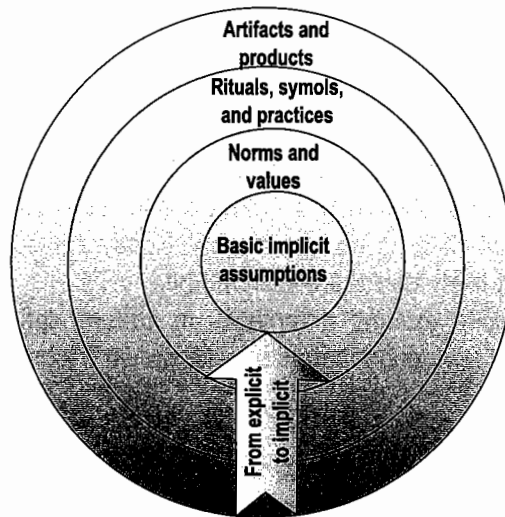 Artifacts and
products
Rituals, symols,
and practices
Norms and
values
Basic implicit
assumptions
From explicit
to implicit